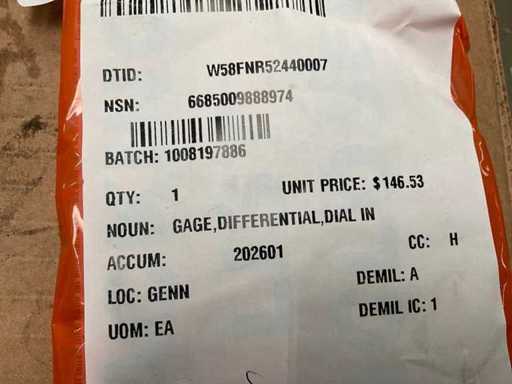 DTID: W58FNR52440007
NSN: 6685009888974
BATCH: 1008197886
QTY: 1 UNIT PRICE: $146.53
NOUN: GAGE,DIFFERENTIAL,DIAL IN
ACCUM: 202601 CC: H
LOC: GENN DEMIL: A
UOM: EA DEMIL IC: 1